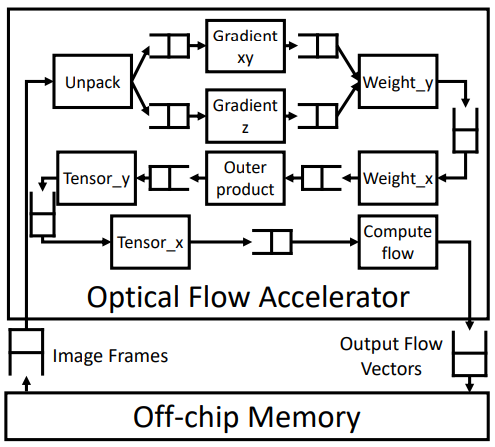 Gradient
xy
Unpack
Weight_y
Gradient
z
Tensor_y
Outer
product
Weight_x
Tensor_x
Compute
flow
Optical Flow Accelerator
Image Frames
Output Flow
Vectors
Off-chip Memory